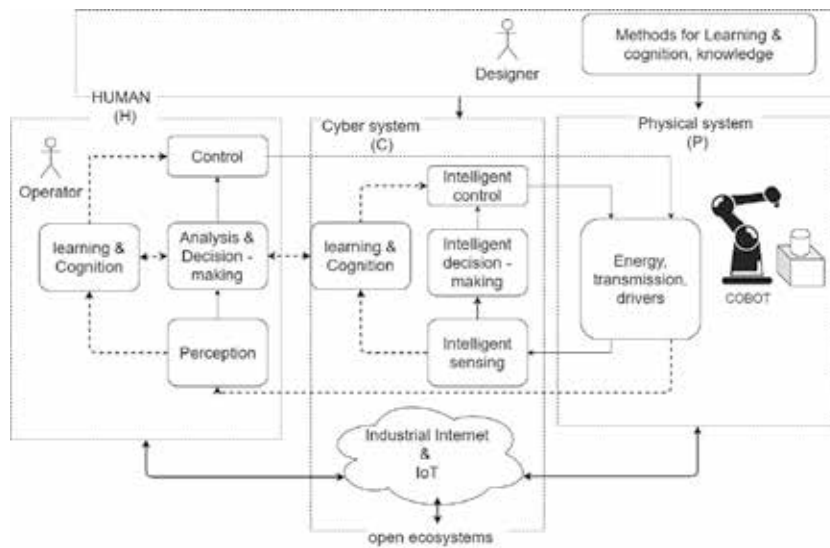 Methods for Learning &
cognition, knowledge
Designer
HUMAN
(H)
Cyber system
(C)
Physical system
(P)
Operator
Control
Intelligent
control
learning &
Cognition
Analysis &
Decision -
making
learning &
Cognition
Intelligent
decision -
making
Energy,
transmission,
drivers
COBOT
Perception
Intelligent
sensing
Industrial Internet
&
IoT
open ecosystems